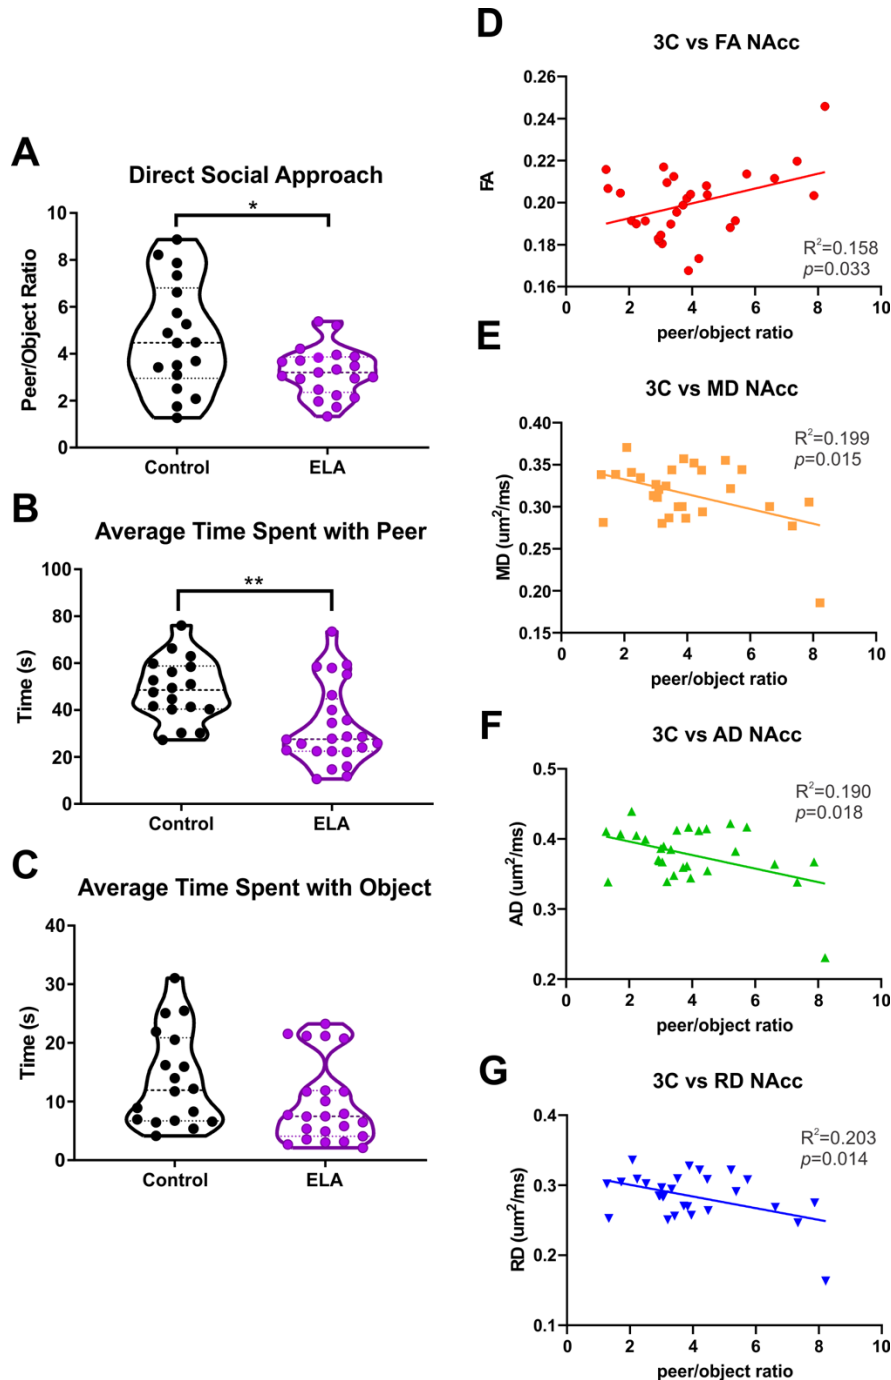 A
Direct Social Approach
*
Peer/Object Ratio
10
8
6
4
2
0
Control ELA
B
Average Time Spent with Peer
**
Time (s)
100
80
60
40
20
0
Control ELA
C
Average Time Spent with Object
Time (s)
40
30
20
10
0
Control ELA
D
3C vs FA NAcc
FA
0.26
0.24
0.22
0.20
0.18
0.16
R²=0.158
p=0.033
0 2 4 6 8 10
peer/object ratio
E
3C vs MD NAcc
MD (um²/ms)
0.40
0.35
0.30
0.25
0.20
0.15
R²=0.199
p=0.015
0 2 4 6 8 10
peer/object ratio
F
3C vs AD NAcc
AD (um²/ms)
0.5
0.4
0.3
0.2
R²=0.190
p=0.018
0 2 4 6 8 10
peer/object ratio
G
3C vs RD NAcc
RD (um²/ms)
0.4
0.3
0.2
0.1
R²=0.203
p=0.014
0 2 4 6 8 10
peer/object ratio